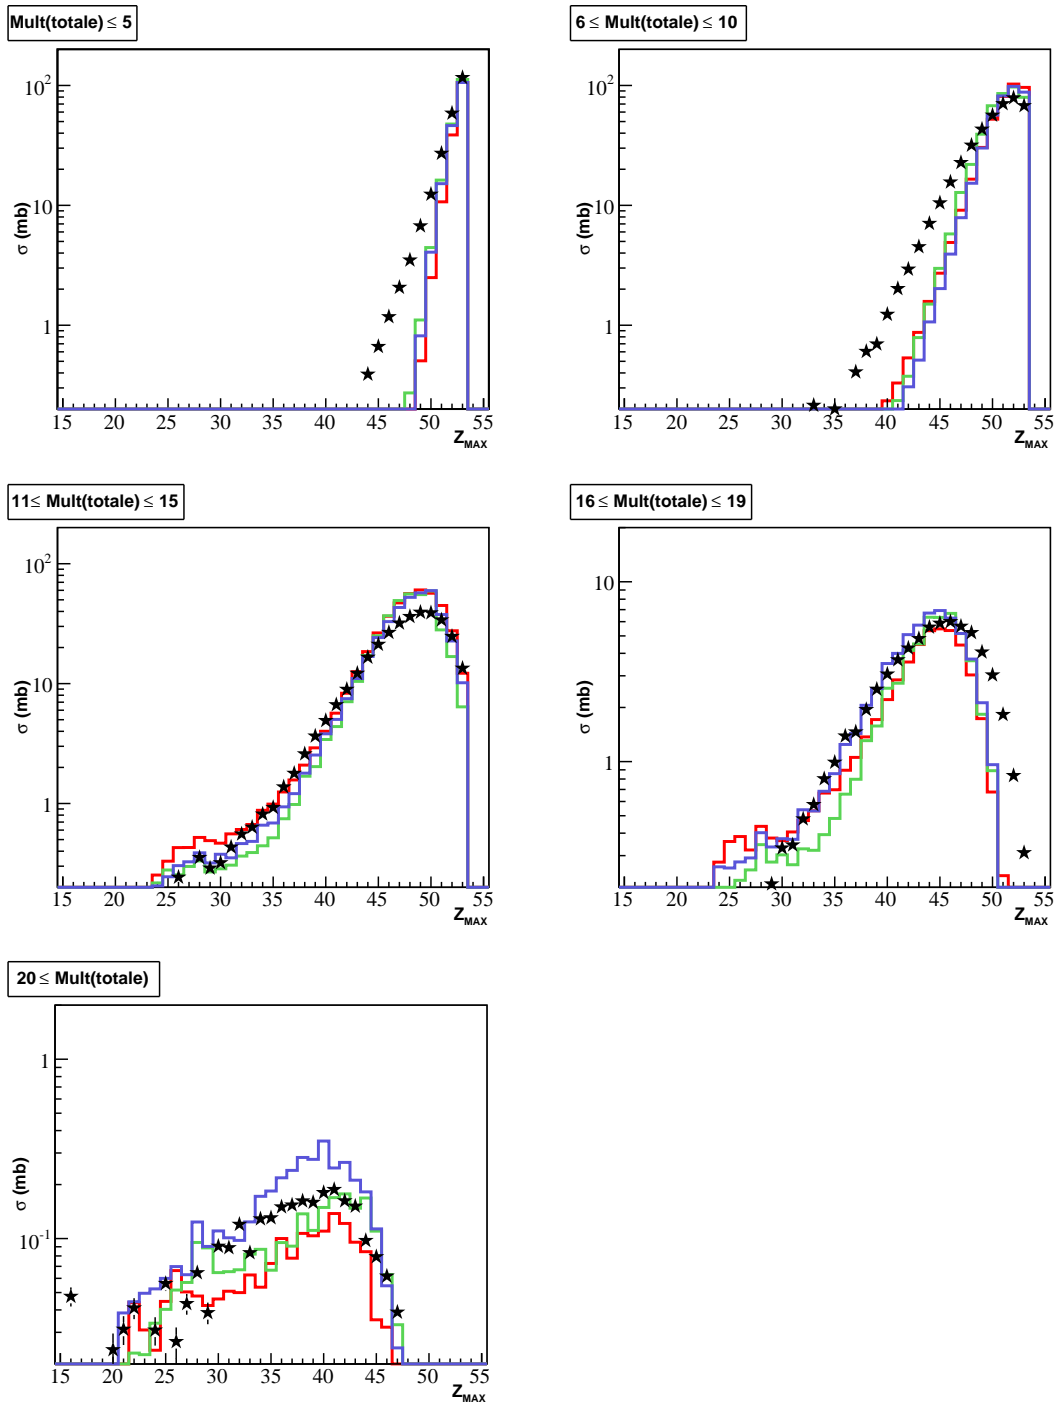 Mult(totale) ≤ 5
6 ≤ Mult(totale) ≤ 10
σ (mb)
10²
10
1
15 20 25 30 35 40 45 50 55
Z_MAX
σ (mb)
10²
10
1
15 20 25 30 35 40 45 50 55
Z_MAX
11≤ Mult(totale) ≤ 15
16 ≤ Mult(totale) ≤ 19
σ (mb)
10²
10
1
15 20 25 30 35 40 45 50 55
Z_MAX
σ (mb)
10
1
15 20 25 30 35 40 45 50 55
Z_MAX
20 ≤ Mult(totale)
σ (mb)
1
10⁻¹
15 20 25 30 35 40 45 50 55
Z_MAX